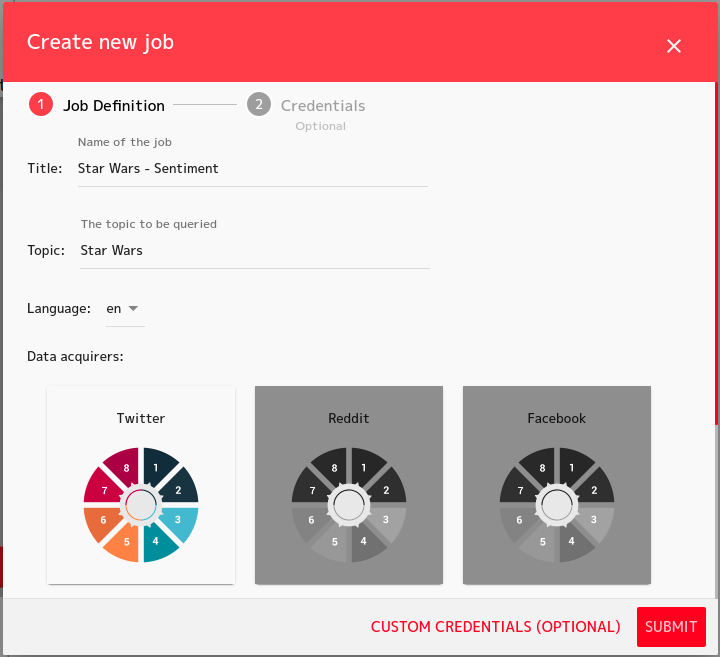 Create new job
1 Job Definition 2 Credentials
Optional
Name of the job
Title: Star Wars - Sentiment
The topic to be queried
Topic: Star Wars
Language: en
Data acquirers:
Twitter Reddit Facebook
8 1 8 1 8 1
7 2 7 2 7 2
6 3 6 3 6 3
5 4 5 4 5 4
CUSTOM CREDENTIALS (OPTIONAL) SUBMIT